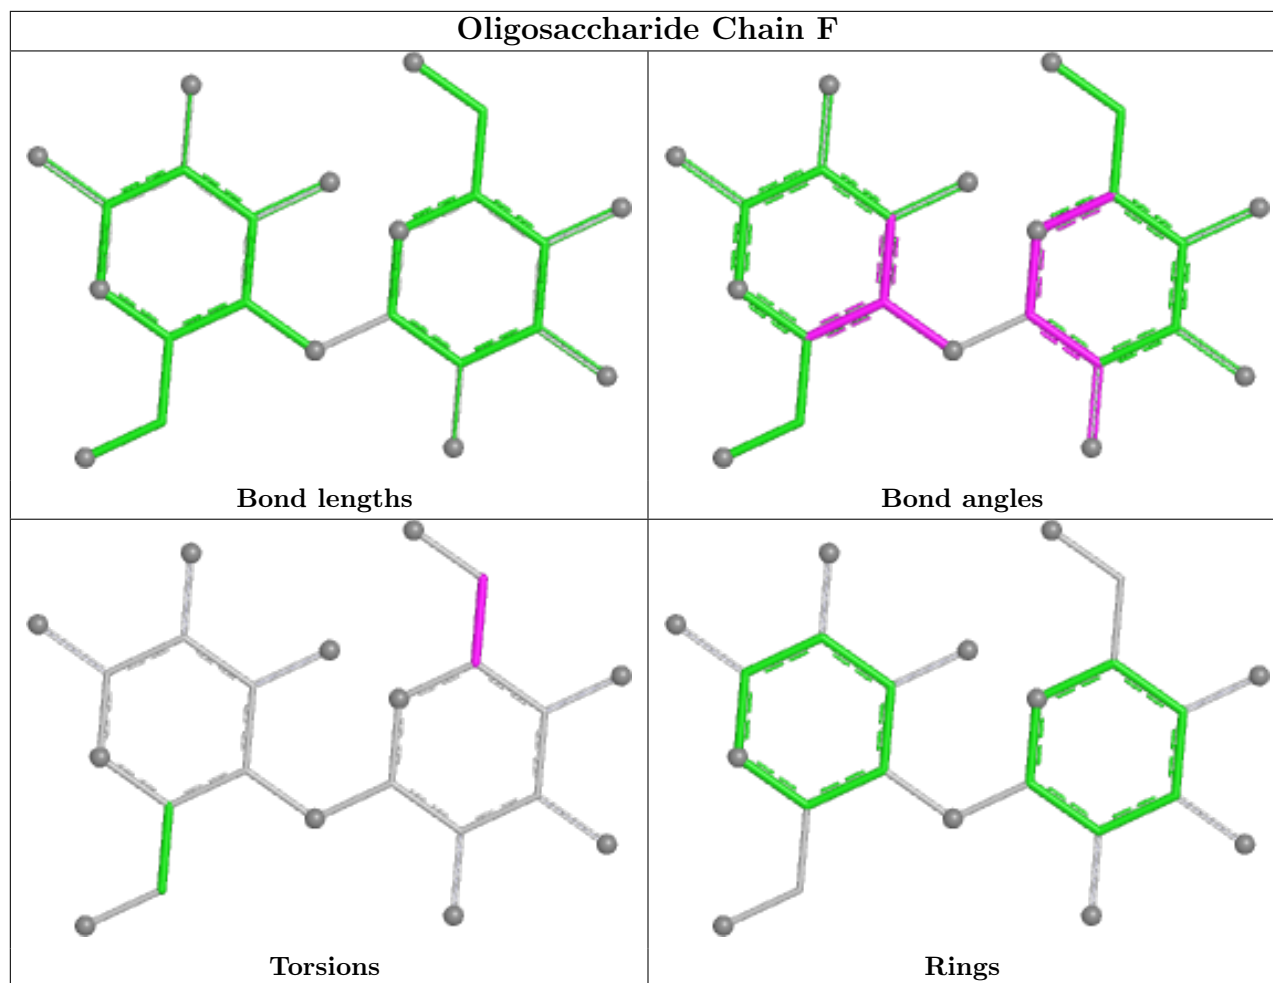 Oligosaccharide Chain F
Bond lengths
Bond angles
Torsions
Rings